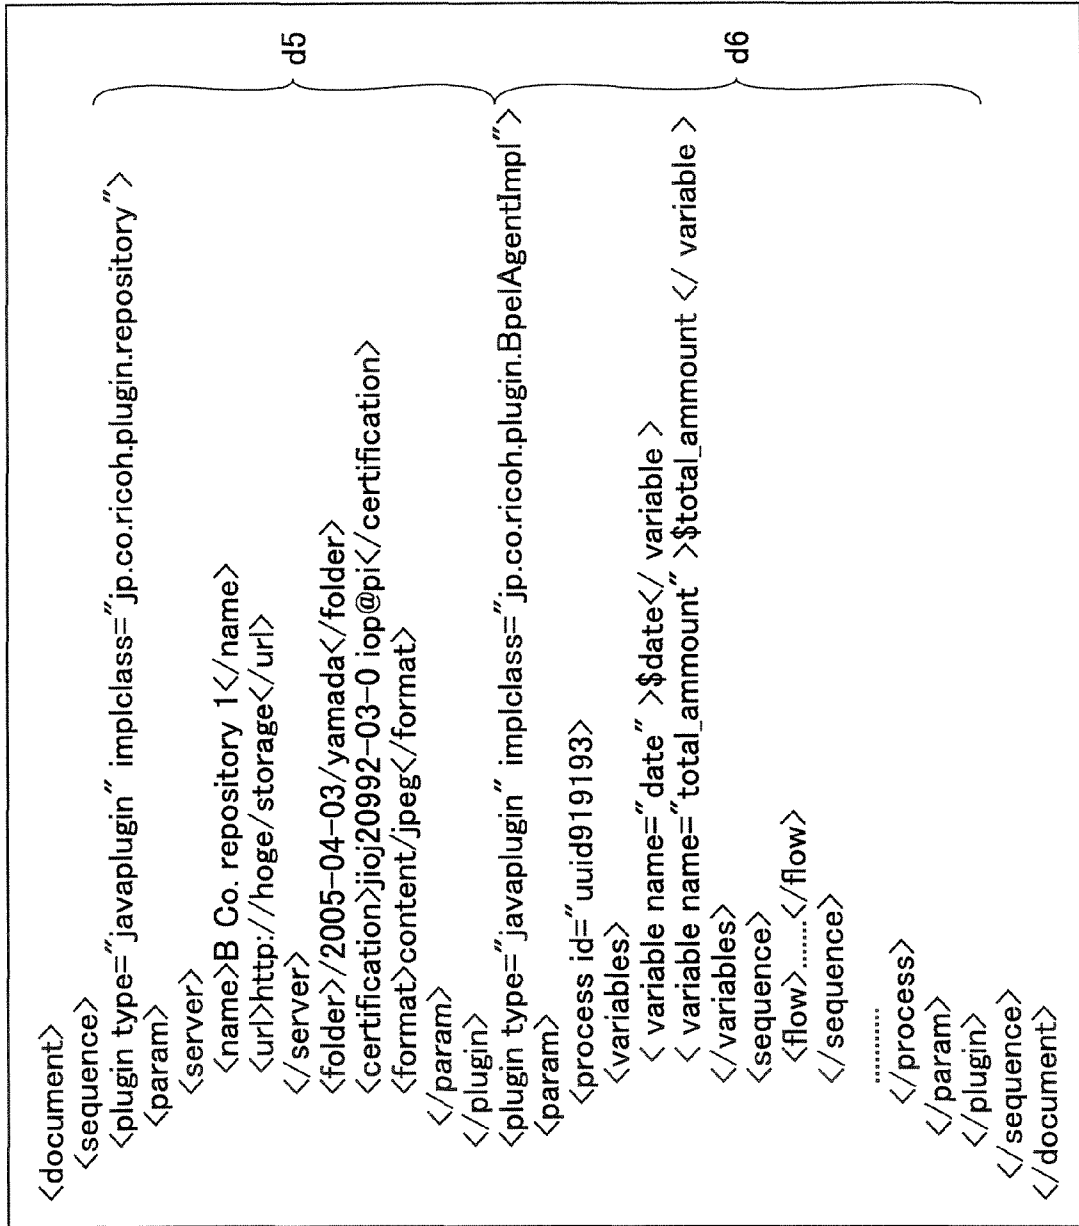 <document>
<sequence>
<plugin type="javaplugin" implclass="jp.co.ricoh.plugin.repository">
<param>
<server>
<name>B Co. repository 1</name>
<url>http://hoge/storage</url>
</server>
<folder>/2005-04-03/yamada</folder>
<certification>jioj20992-03-0 iop@pi</certification>
<format>content/jpeg</format>
</param>
</plugin>
d5
<plugin type="javaplugin" implclass="jp.co.ricoh.plugin.BpelAgentImpl">
<param>
<process id="uuid919193>
<variables>
< variable name="date" >$date</ variable >
< variable name="total_ammount" >$total_ammount </ variable >
</variables>
<sequence>
<flow>.......</flow>
</sequence>
............
</process>
</param>
</plugin>
d6
</sequence>
</document>